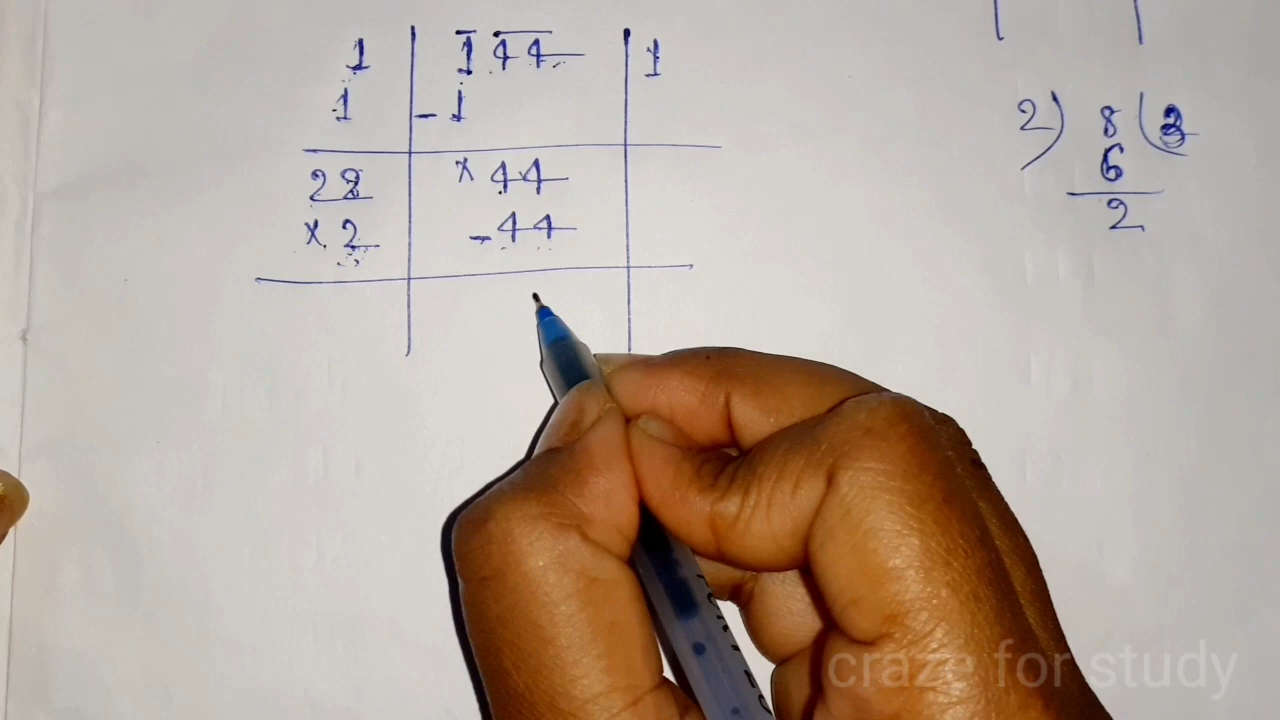 1 1 44 1
1 - 1
22 × 44
× 2 - 44
2) 8 (3
6
2
craze for study